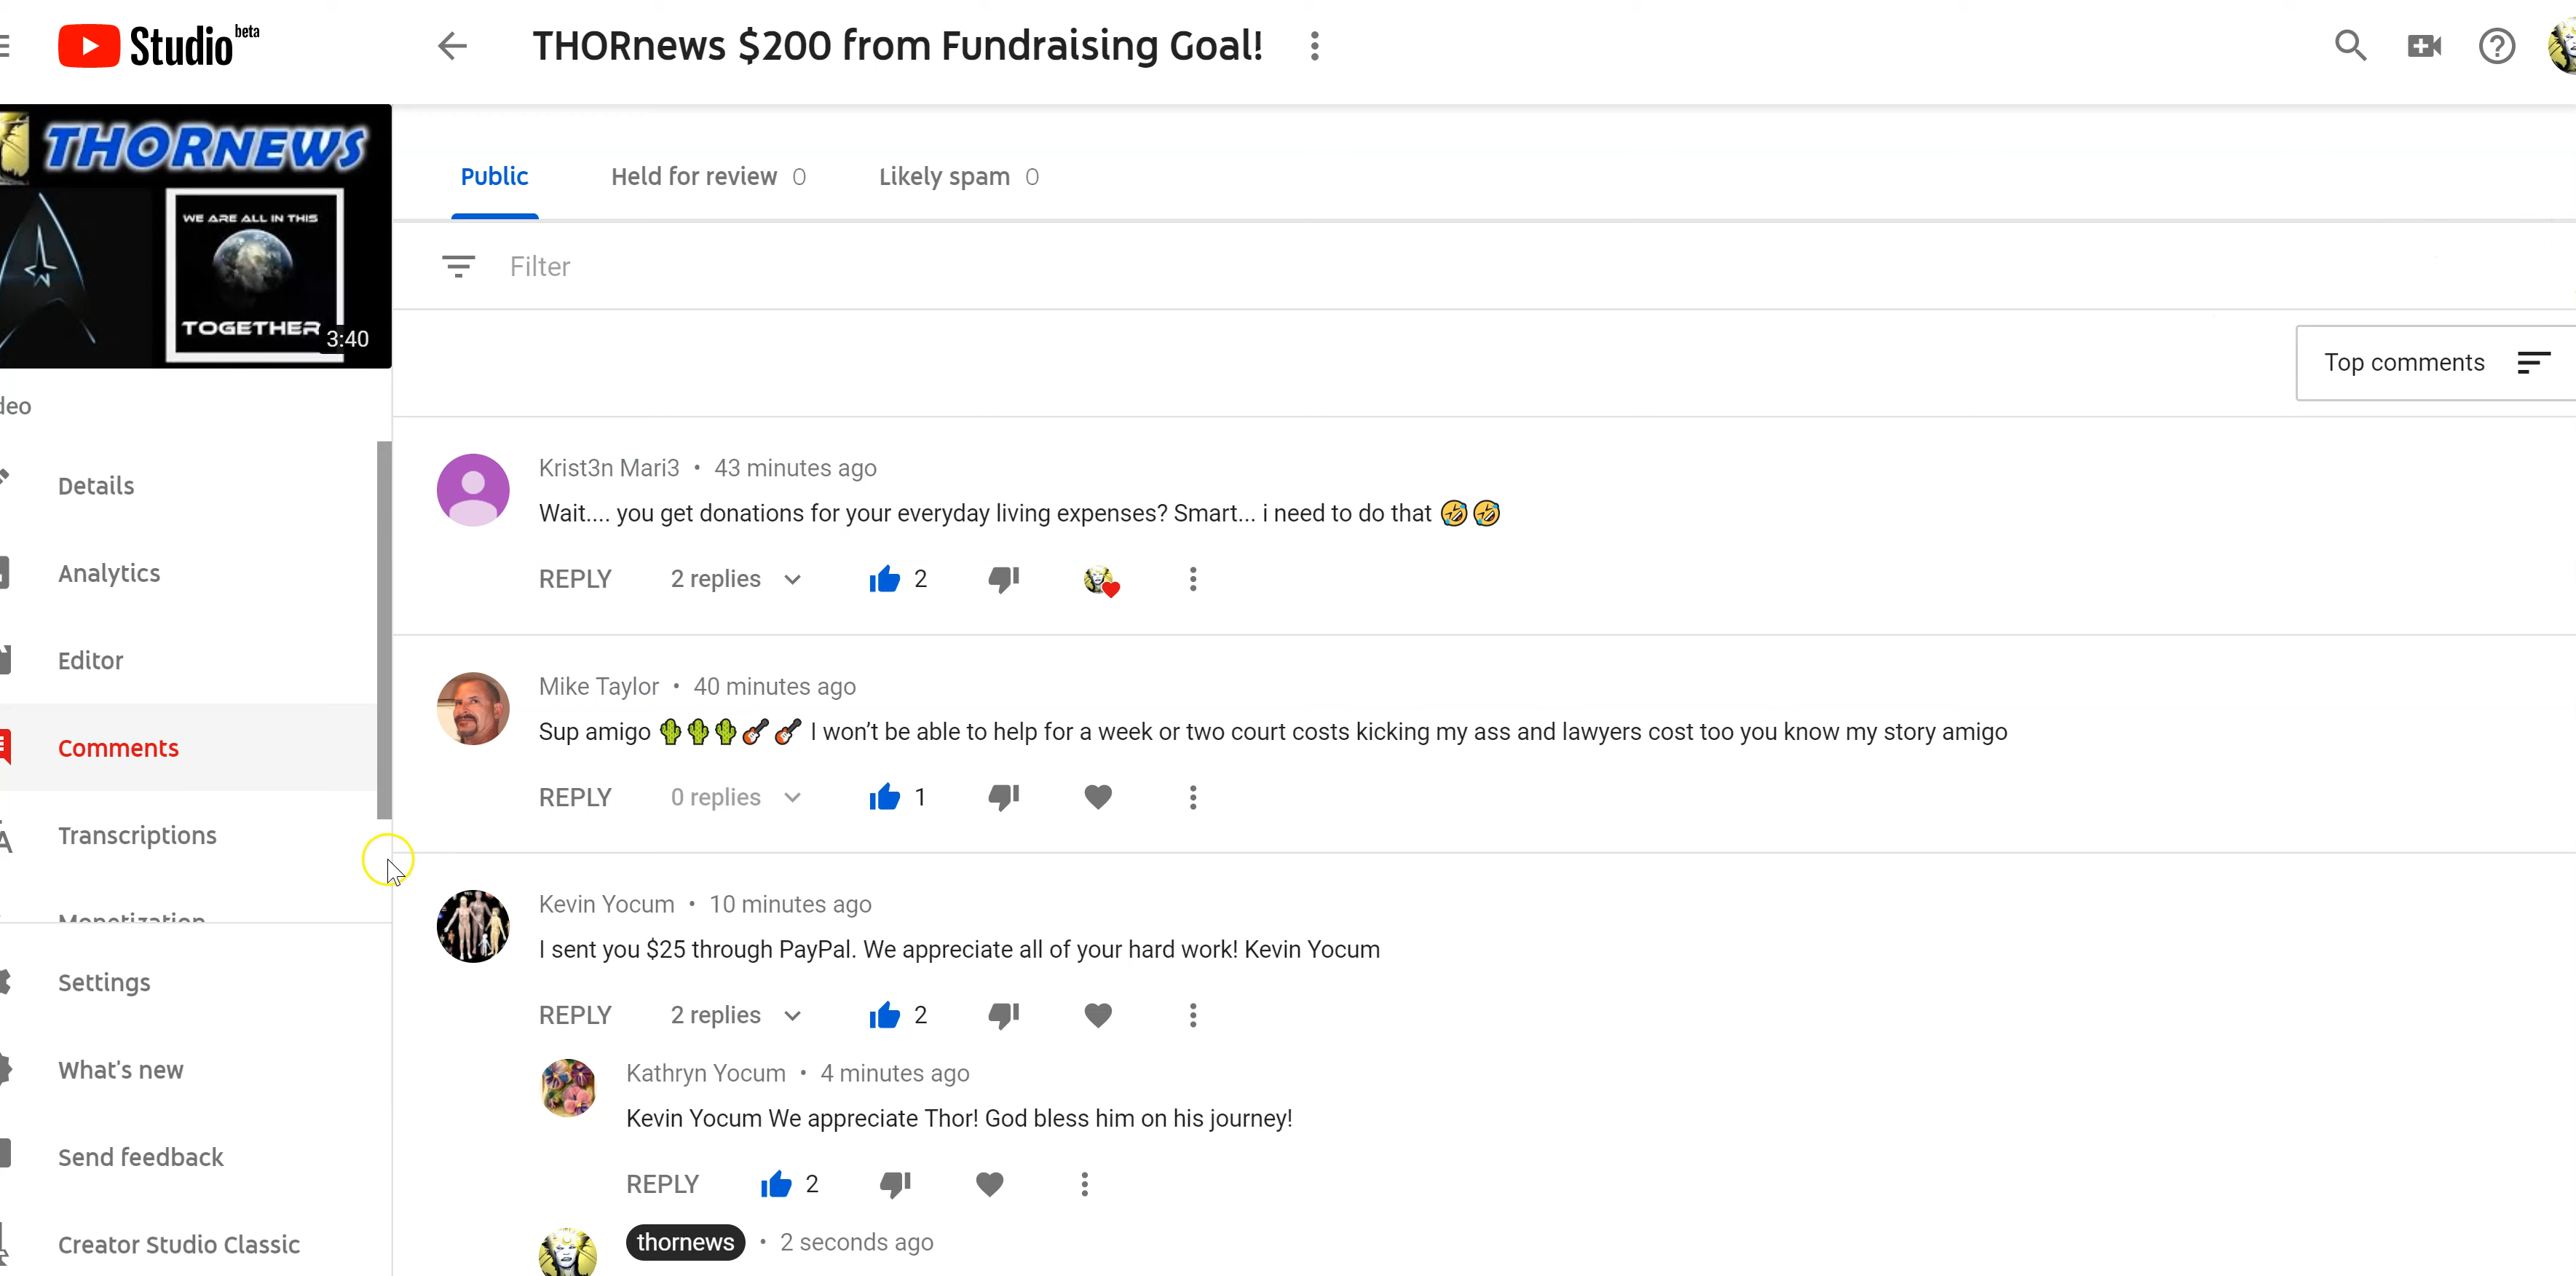 Studio beta
THORnews $200 from Fundraising Goal!
THORNEWS
WE ARE ALL IN THIS
TOGETHER
3:40
Public
Held for review 0
Likely spam 0
Filter
Top comments
deo
Details
Analytics
Editor
Comments
Transcriptions
Monetization
Settings
What's new
Send feedback
Creator Studio Classic
Krist3n Mari3 • 43 minutes ago
Wait.... you get donations for your everyday living expenses? Smart... i need to do that 🤣🤣
REPLY 2 replies 2
Mike Taylor • 40 minutes ago
Sup amigo 🌵🌵🌵🎸🎸 I won't be able to help for a week or two court costs kicking my ass and lawyers cost too you know my story amigo
REPLY 0 replies 1
Kevin Yocum • 10 minutes ago
I sent you $25 through PayPal. We appreciate all of your hard work! Kevin Yocum
REPLY 2 replies 2
Kathryn Yocum • 4 minutes ago
Kevin Yocum We appreciate Thor! God bless him on his journey!
REPLY 2
thornews • 2 seconds ago